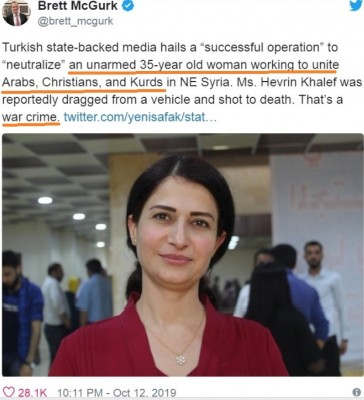 Brett McGurk
@brett_mcgurk
Turkish state-backed media hails a “successful operation” to
“neutralize” an unarmed 35-year old woman working to unite
Arabs, Christians, and Kurds in NE Syria. Ms. Hevrin Khalef was
reportedly dragged from a vehicle and shot to death. That’s a
war crime. twitter.com/yenisafak/stat…
28.1K 10:11 PM - Oct 12, 2019